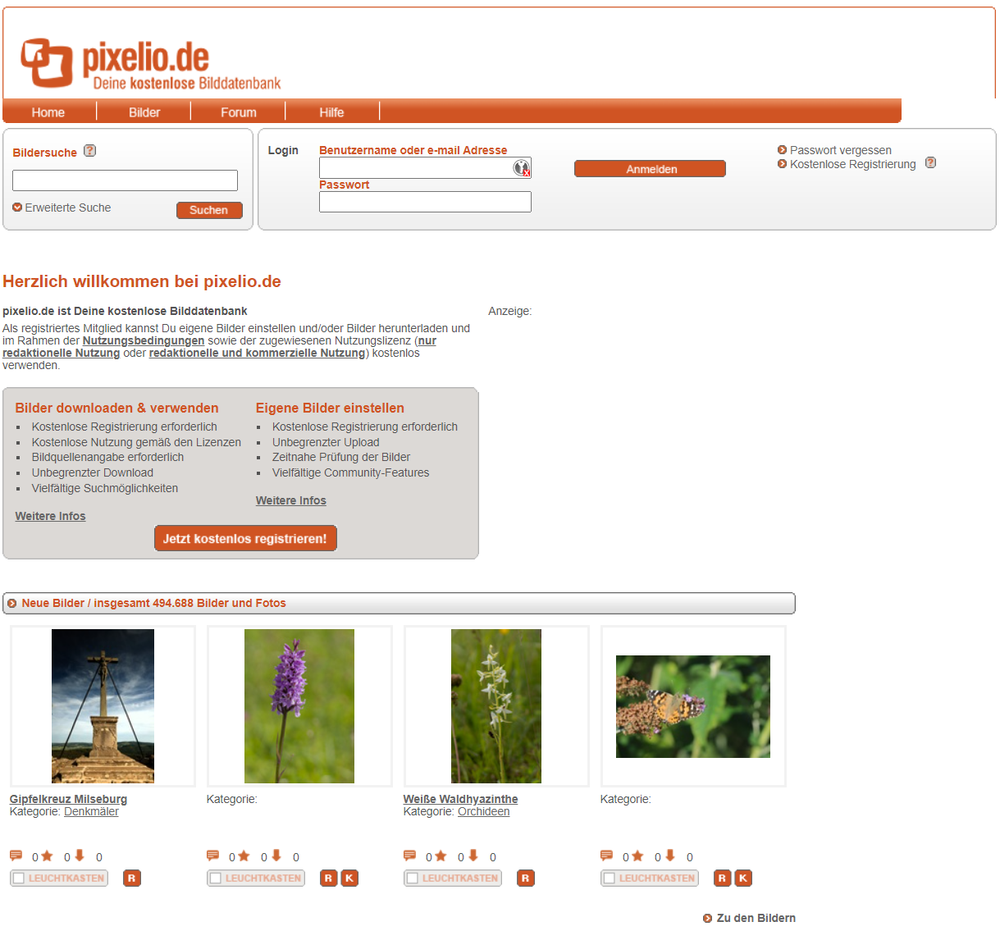 pixelio.de
Deine kostenlose Bilddatenbank
Home Bilder Forum Hilfe
Bildersuche ?
Erweiterte Suche
Suchen
Login
Benutzername oder e-mail Adresse
Passwort
Anmelden
Passwort vergessen
Kostenlose Registrierung ?
Herzlich willkommen bei pixelio.de
pixelio.de ist Deine kostenlose Bilddatenbank
Als registriertes Mitglied kannst Du eigene Bilder einstellen und/oder Bilder herunterladen und
im Rahmen der Nutzungsbedingungen sowie der zugewiesenen Nutzungslizenz (nur
redaktionelle Nutzung oder redaktionelle und kommerzielle Nutzung) kostenlos
verwenden.
Anzeige:
Bilder downloaden & verwenden
Kostenlose Registrierung erforderlich
Kostenlose Nutzung gemäß den Lizenzen
Bildquellenangabe erforderlich
Unbegrenzter Download
Vielfältige Suchmöglichkeiten
Weitere Infos
Eigene Bilder einstellen
Kostenlose Registrierung erforderlich
Unbegrenzter Upload
Zeitnahe Prüfung der Bilder
Vielfältige Community-Features
Weitere Infos
Jetzt kostenlos registrieren!
Neue Bilder / insgesamt 494.688 Bilder und Fotos
Gipfelkreuz Milseburg
Kategorie: Denkmäler
0 0 0
LEUCHTKASTEN R
Kategorie:
0 0 0
LEUCHTKASTEN R K
Weiße Waldhyazinthe
Kategorie: Orchideen
0 0 0
LEUCHTKASTEN R
Kategorie:
0 0 0
LEUCHTKASTEN R K
Zu den Bildern